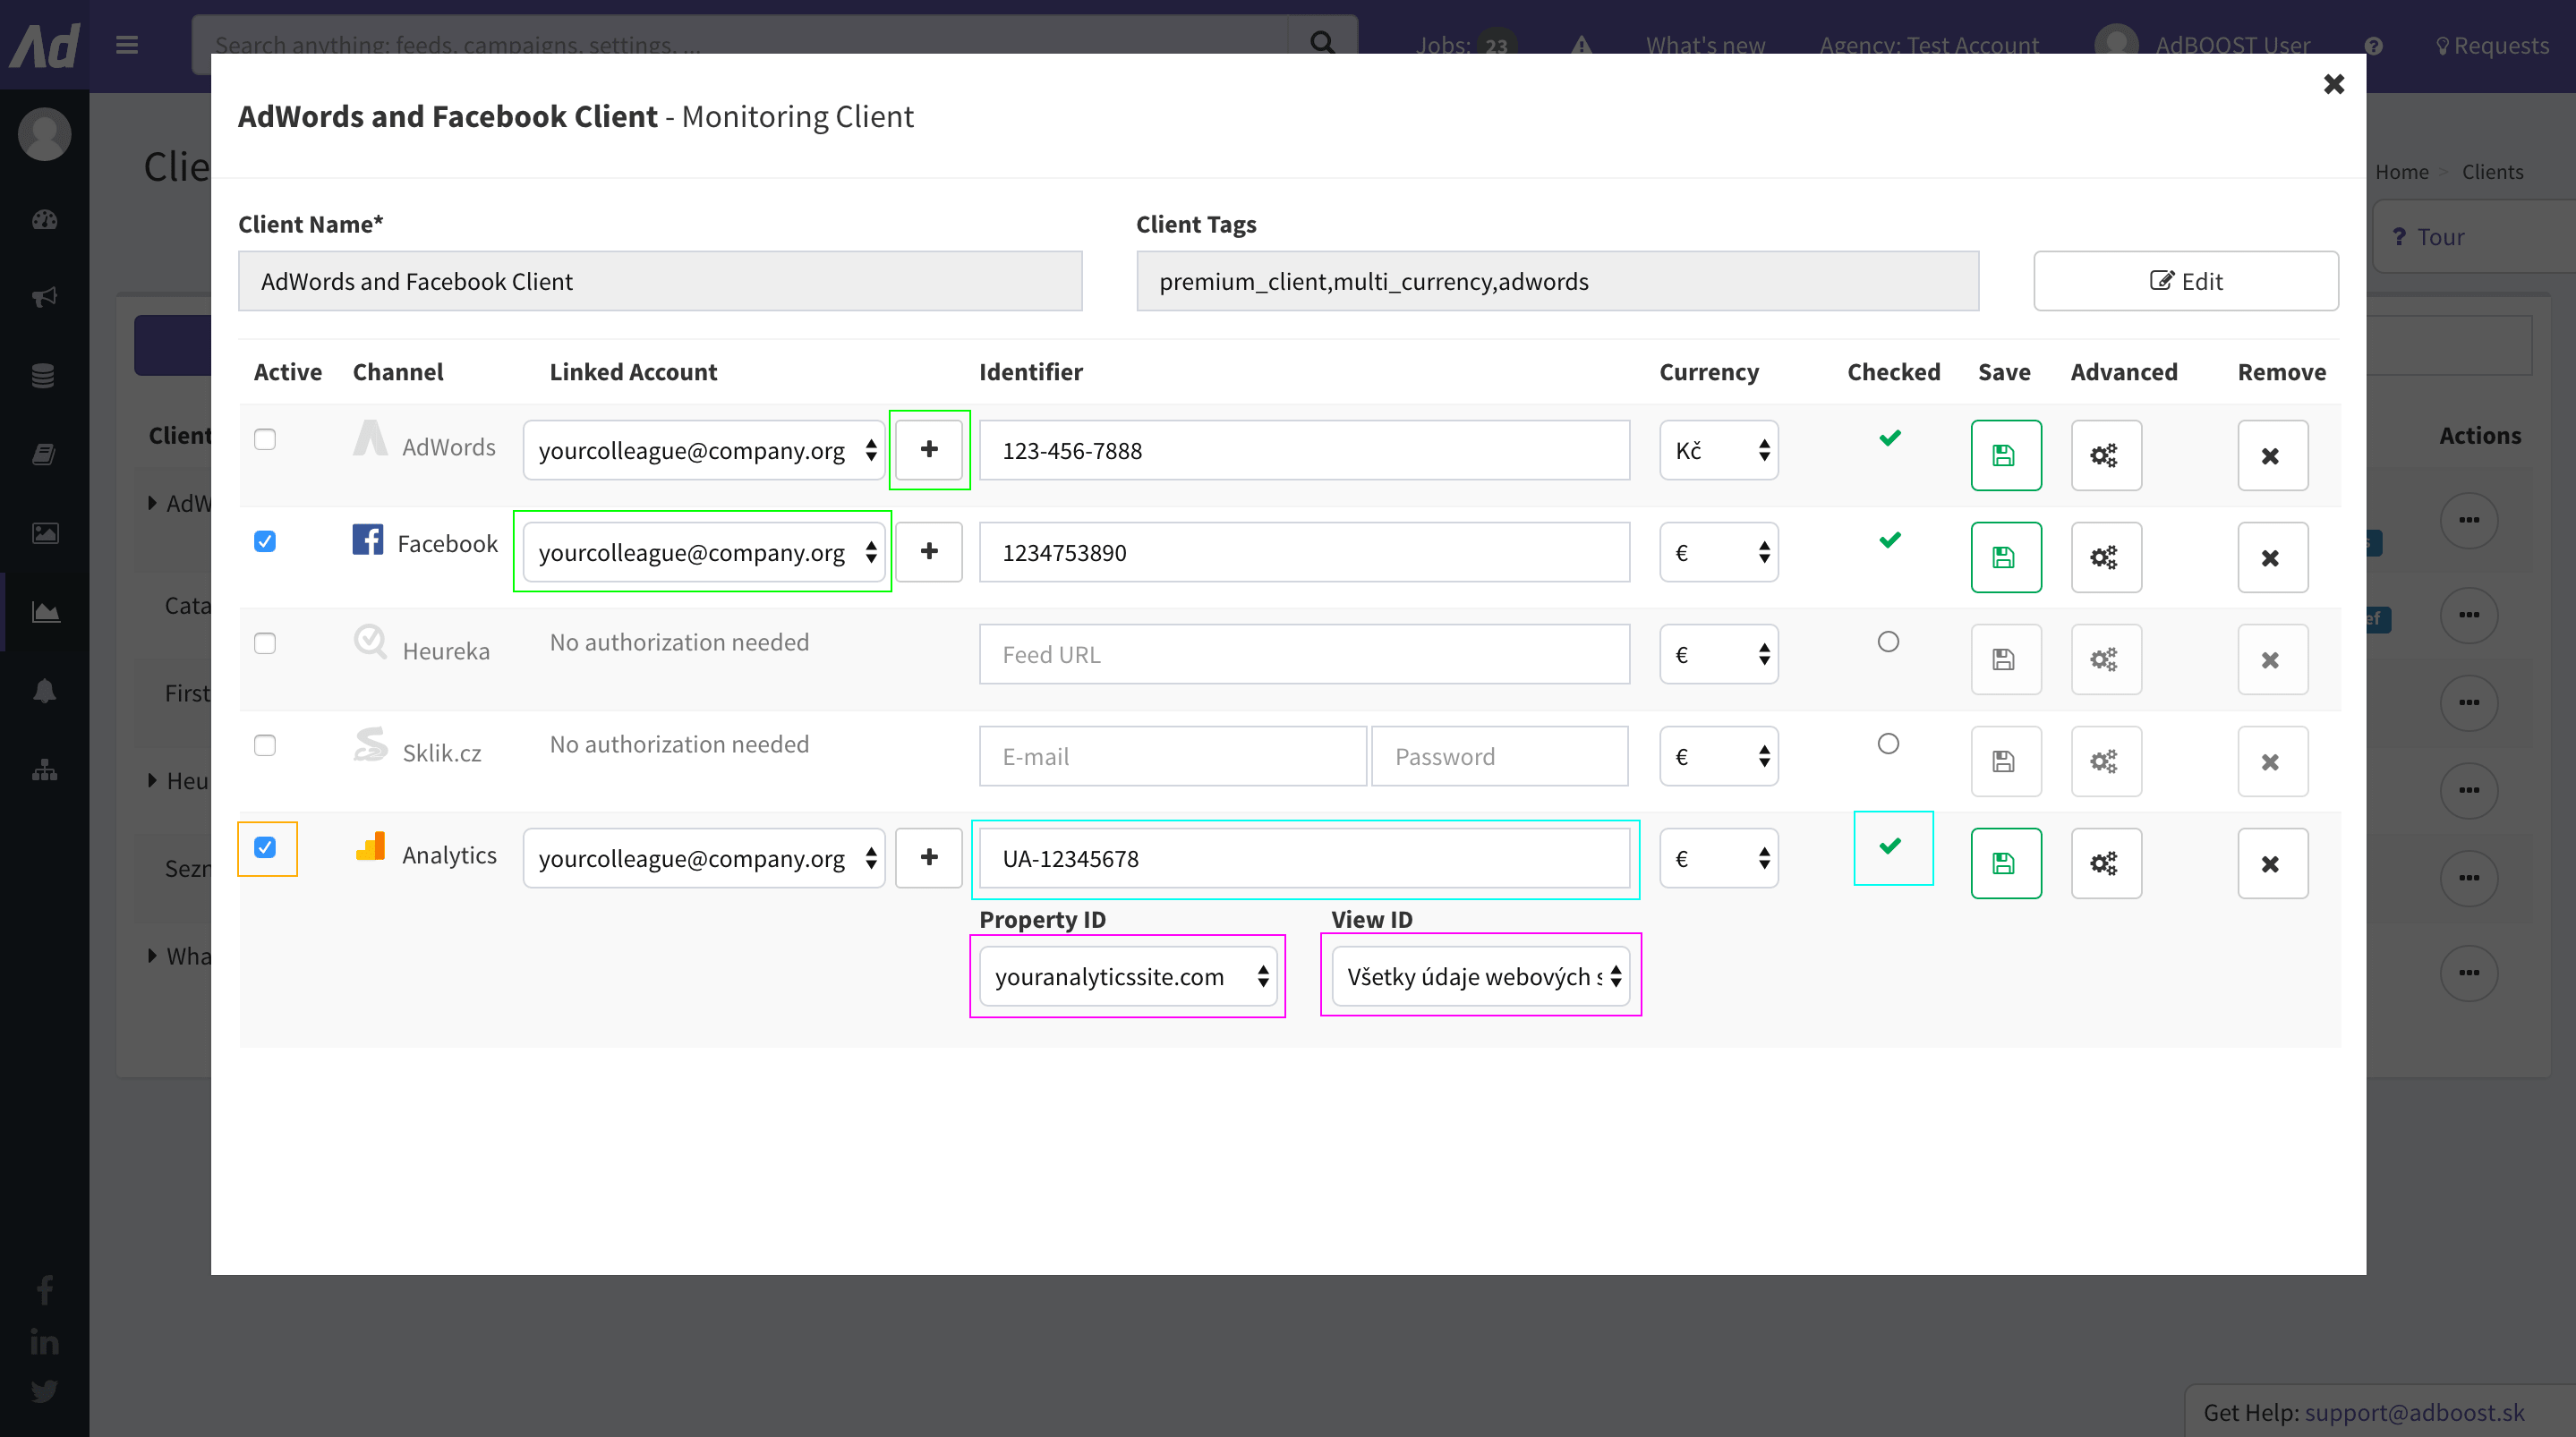 Ad
Search anything: feeds, campaigns, settings, ...
Jobs: 23
What's new
Agency: Test Account
AdBOOST User
Requests
AdWords and Facebook Client - Monitoring Client
Clie
Home > Clients
? Tour
Client Name*
Client Tags
AdWords and Facebook Client
premium_client,multi_currency,adwords
Edit
Active
Channel
Linked Account
Identifier
Currency
Checked
Save
Advanced
Remove
Client
Actions
AdWords
yourcolleague@company.org
123-456-7888
Kč
AdW
Facebook
yourcolleague@company.org
1234753890
€
s
Cata
ef
Heureka
No authorization needed
Feed URL
€
First
Sklik.cz
No authorization needed
E-mail
Password
€
Heu
Analytics
yourcolleague@company.org
UA-12345678
€
Sezn
Property ID
View ID
youranalyticssite.com
Všetky údaje webových s
Wha
Get Help: support@adboost.sk